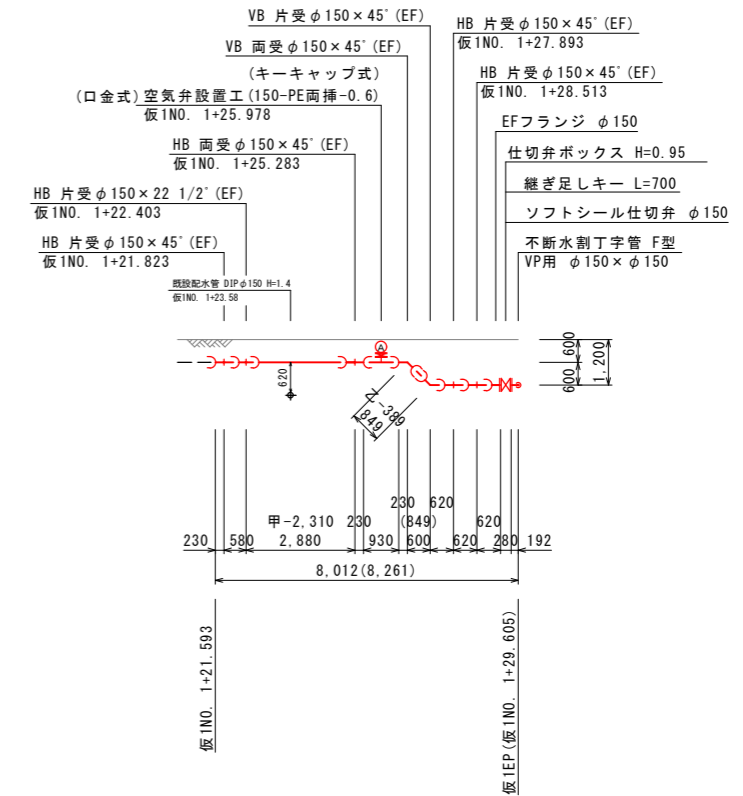 VB 片受φ150×45°(EF)
VB 両受φ150×45°(EF)
(キーキャップ式)
(口金式)空気弁設置工(150-PE両挿-0.6)
仮1NO. 1+25.978
HB 両受φ150×45°(EF)
仮1NO. 1+25.283
HB 片受φ150×22 1/2°(EF)
仮1NO. 1+22.403
HB 片受φ150×45°(EF)
仮1NO. 1+21.823
既設配水管 DIPφ150 H=1.4
仮1NO. 1+23.58
HB 片受φ150×45°(EF)
仮1NO. 1+27.893
HB 片受φ150×45°(EF)
仮1NO. 1+28.513
EFフランジ φ150
仕切弁ボックス H=0.95
継ぎ足しキー L=700
ソフトシール仕切弁 φ150
不断水割丁字管 F型
VP用 φ150×φ150
A
620
乙-389
849
600
600
1,200
230 620
甲-2,310 230 (849) 620
230 580 2,880 930 600 620 280 192
8,012(8,261)
仮1NO. 1+21.593
仮1EP(仮1NO. 1+29.605)